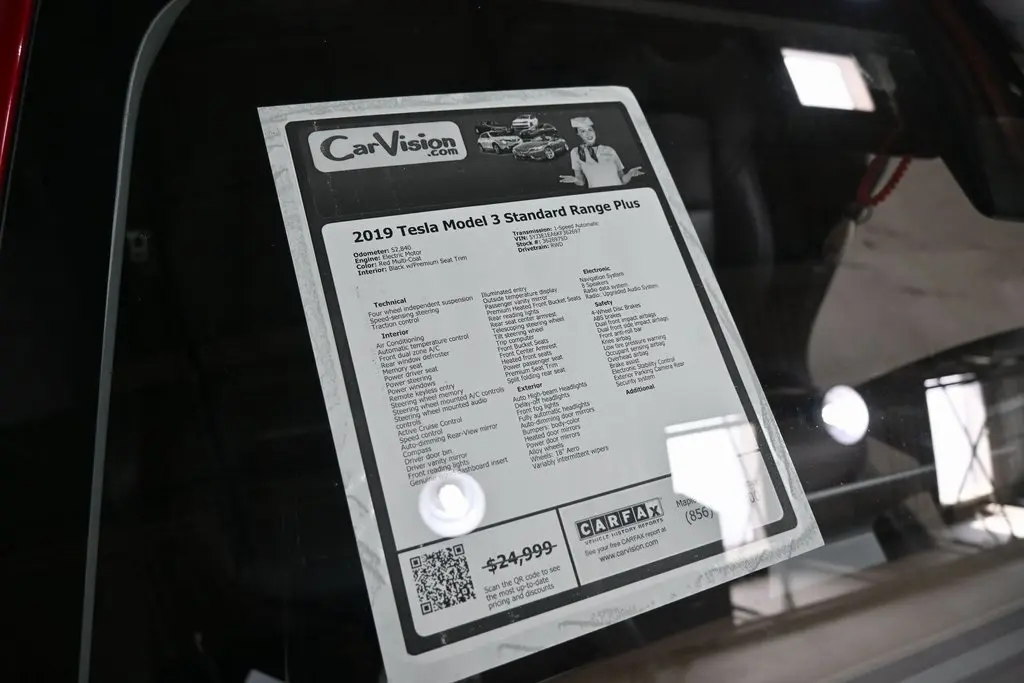 CarVision
.com
2019 Tesla Model 3 Standard Range Plus
Odometer: 52,840
Engine: Electric Motor
Color: Red Multi-Coat
Interior: Black w/Premium Seat Trim
Transmission: 1-Speed Automatic
VIN: 5YJ3E1EA6KF362697
Stock #: 362697SD
Drivetrain: RWD
Technical
Four wheel independent suspension
Speed-sensing steering
Traction control
Interior
Air Conditioning
Automatic temperature control
Front dual zone A/C
Rear window defroster
Memory seat
Power driver seat
Power steering
Power windows
Remote keyless entry
Steering wheel memory
Steering wheel mounted A/C controls
Steering wheel mounted audio
controls
Active Cruise Control
Speed control
Auto-dimming Rear-View mirror
Compass
Driver door bin
Driver vanity mirror
Front reading lights
dashboard insert
Illuminated entry
Outside temperature display
Passenger vanity mirror
Premium Heated Front Bucket Seats
Rear reading lights
Rear seat center armrest
Telescoping steering wheel
Tilt steering wheel
Trip computer
Front Bucket Seats
Front Center Armrest
Heated front seats
Power passenger seat
Premium Seat Trim
Split folding rear seat
Exterior
Auto High-beam Headlights
Delay-off headlights
Front fog lights
Fully automatic headlights
Auto-dimming door mirrors
Bumpers: body-color
Heated door mirrors
Power door mirrors
Alloy wheels
Wheels: 18" Aero
Variably intermittent wipers
Electronic
Navigation System
8 Speakers
Radio data system
Radio: Upgraded Audio System
Safety
4-Wheel Disc Brakes
ABS brakes
Dual front impact airbags
Dual front side impact airbags
Front anti-roll bar
Knee airbag
Low tire pressure warning
Occupant sensing airbag
Overhead airbag
Brake assist
Electronic Stability Control
Exterior Parking Camera Rear
Security system
Additional
$24,999
Scan the QR code to see
the most up-to-date
pricing and discounts
CARFAX
VEHICLE HISTORY REPORTS
See your free CARFAX report at
www.carvision.com
(856)